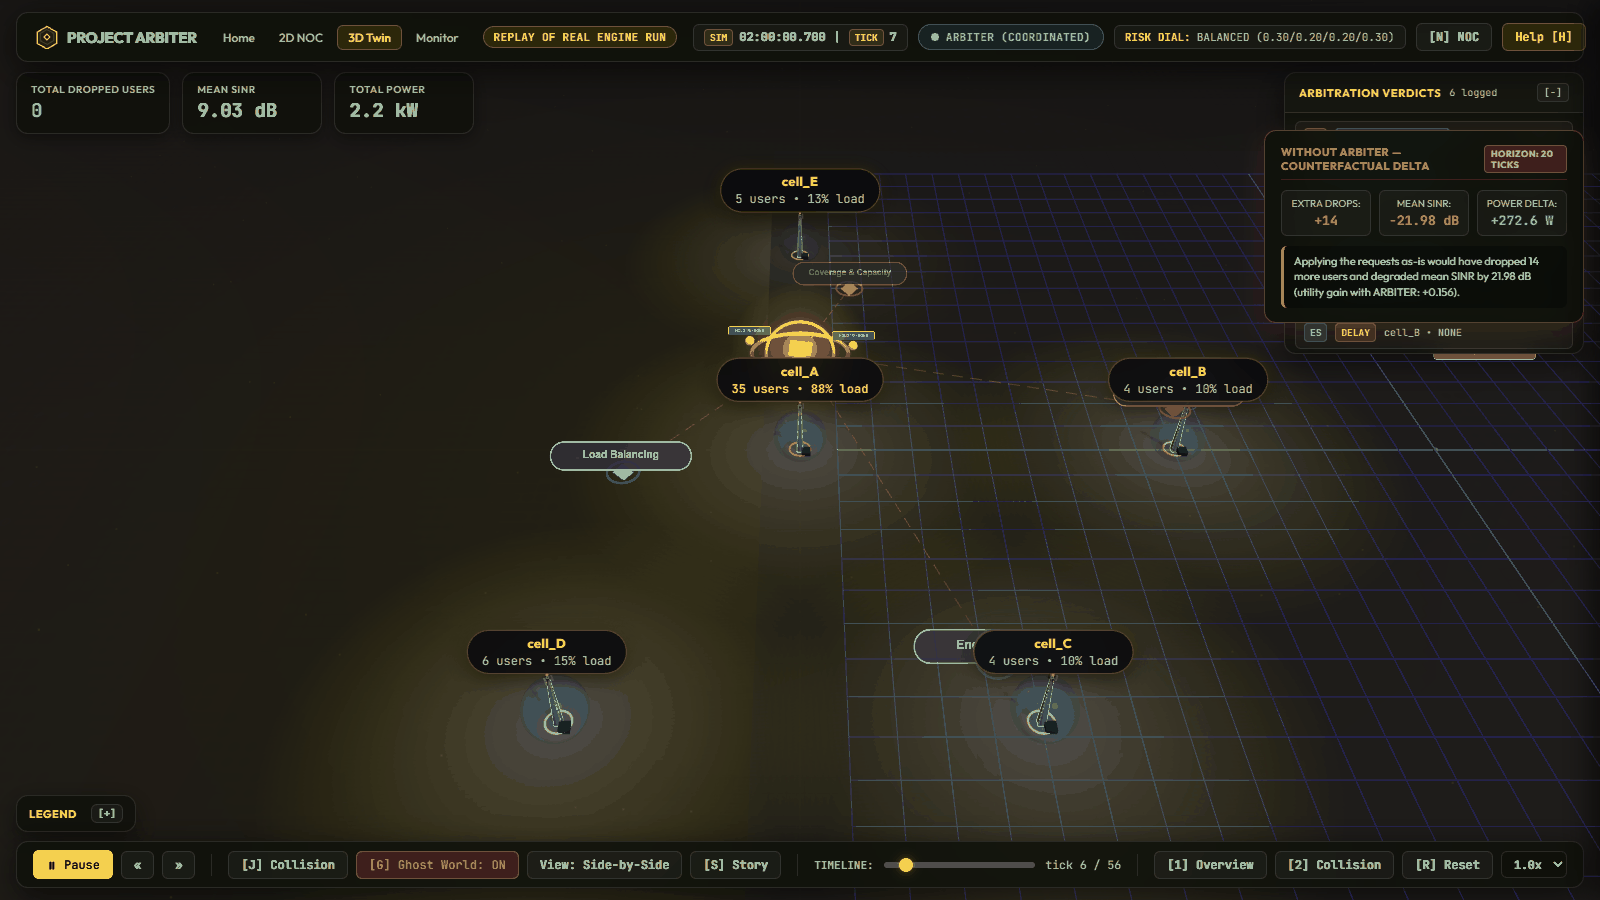 PROJECT ARBITER
Home
2D NOC
3D Twin
Monitor
REPLAY OF REAL ENGINE RUN
SIM 02:00:00.700 | TICK 7
ARBITER (COORDINATED)
RISK DIAL: BALANCED (0.30/0.20/0.20/0.30)
[N] NOC
Help [H]
TOTAL DROPPED USERS
0
MEAN SINR
9.03 dB
TOTAL POWER
2.2 kW
ARBITRATION VERDICTS 6 logged
[-]
WITHOUT ARBITER —
COUNTERFACTUAL DELTA
HORIZON: 20
TICKS
EXTRA DROPS:
+14
MEAN SINR:
-21.98 dB
POWER DELTA:
+272.6 W
Applying the requests as-is would have dropped 14
more users and degraded mean SINR by 21.98 dB
(utility gain with ARBITER: +0.156).
ES DELAY cell_B • NONE
cell_E
5 users • 13% load
Coverage & Capacity
cell_A
35 users • 88% load
cell_B
4 users • 10% load
Load Balancing
cell_D
6 users • 15% load
cell_C
4 users • 10% load
LEGEND [+]
Pause
«
»
[J] Collision
[G] Ghost World: ON
View: Side-by-Side
[S] Story
TIMELINE:
tick 6 / 56
[1] Overview
[2] Collision
[R] Reset
1.0x